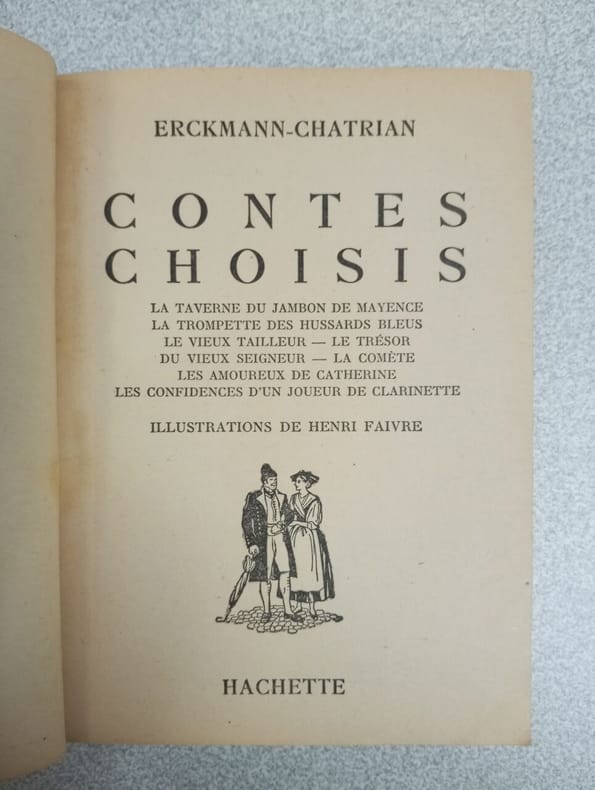 ERCKMANN-CHATRIAN
CONTES
CHOISIS
LA TAVERNE DU JAMBON DE MAYENCE
LA TROMPETTE DES HUSSARDS BLEUS
LE VIEUX TAILLEUR — LE TRÉSOR
DU VIEUX SEIGNEUR — LA COMÈTE
LES AMOUREUX DE CATHERINE
LES CONFIDENCES D'UN JOUEUR DE CLARINETTE
ILLUSTRATIONS DE HENRI FAIVRE
HACHETTE